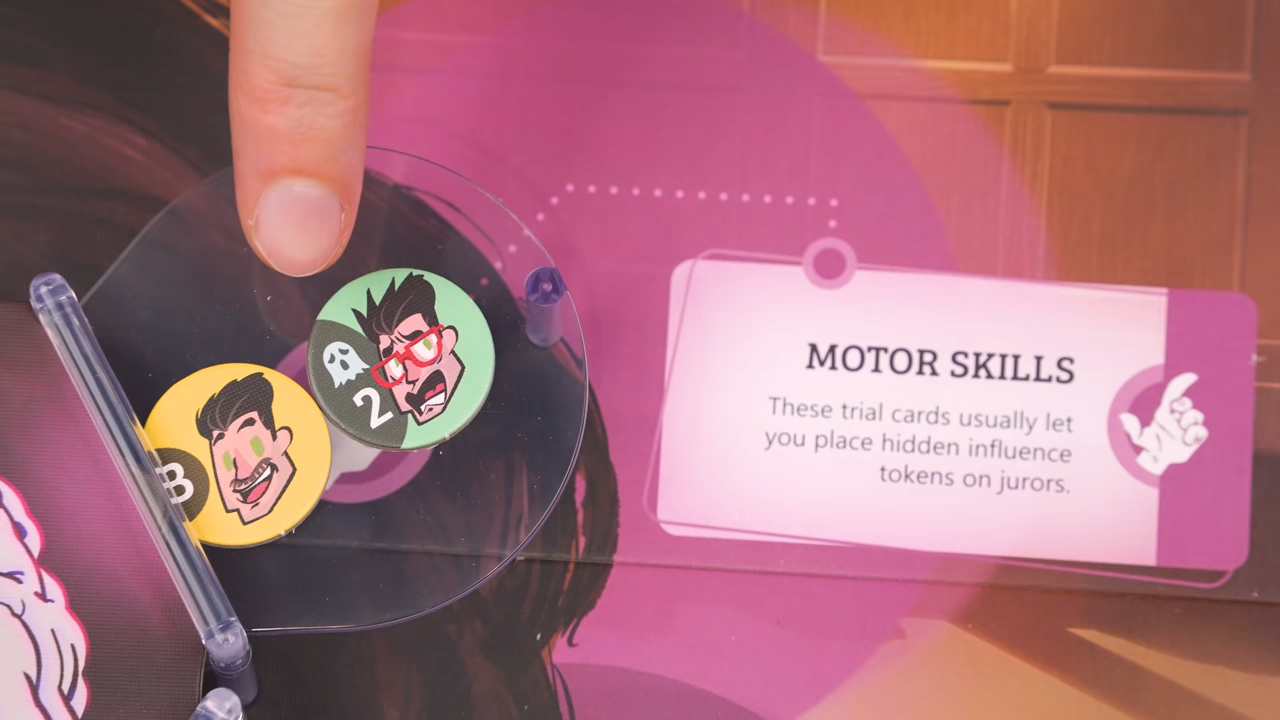 2
B
MOTOR SKILLS
These trial cards usually let
you place hidden influence
tokens on jurors.